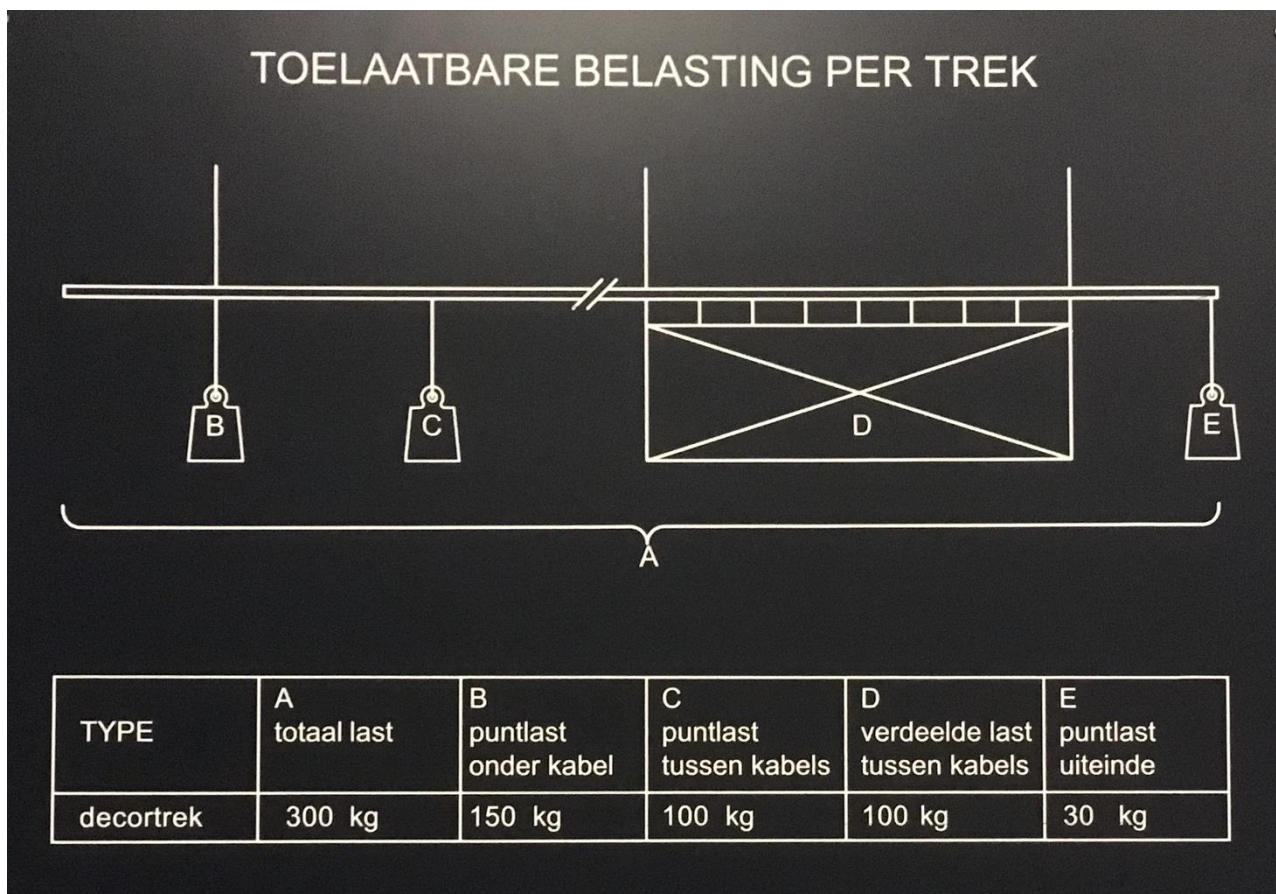 TOELAATBARE BELASTING PER TREK
B
C
D
E
A
TYPE
A
totaal last
B
puntlast
onder kabel
C
puntlast
tussen kabels
D
verdeelde last
tussen kabels
E
puntlast
uiteinde
decortrek
300 kg
150 kg
100 kg
100 kg
30 kg